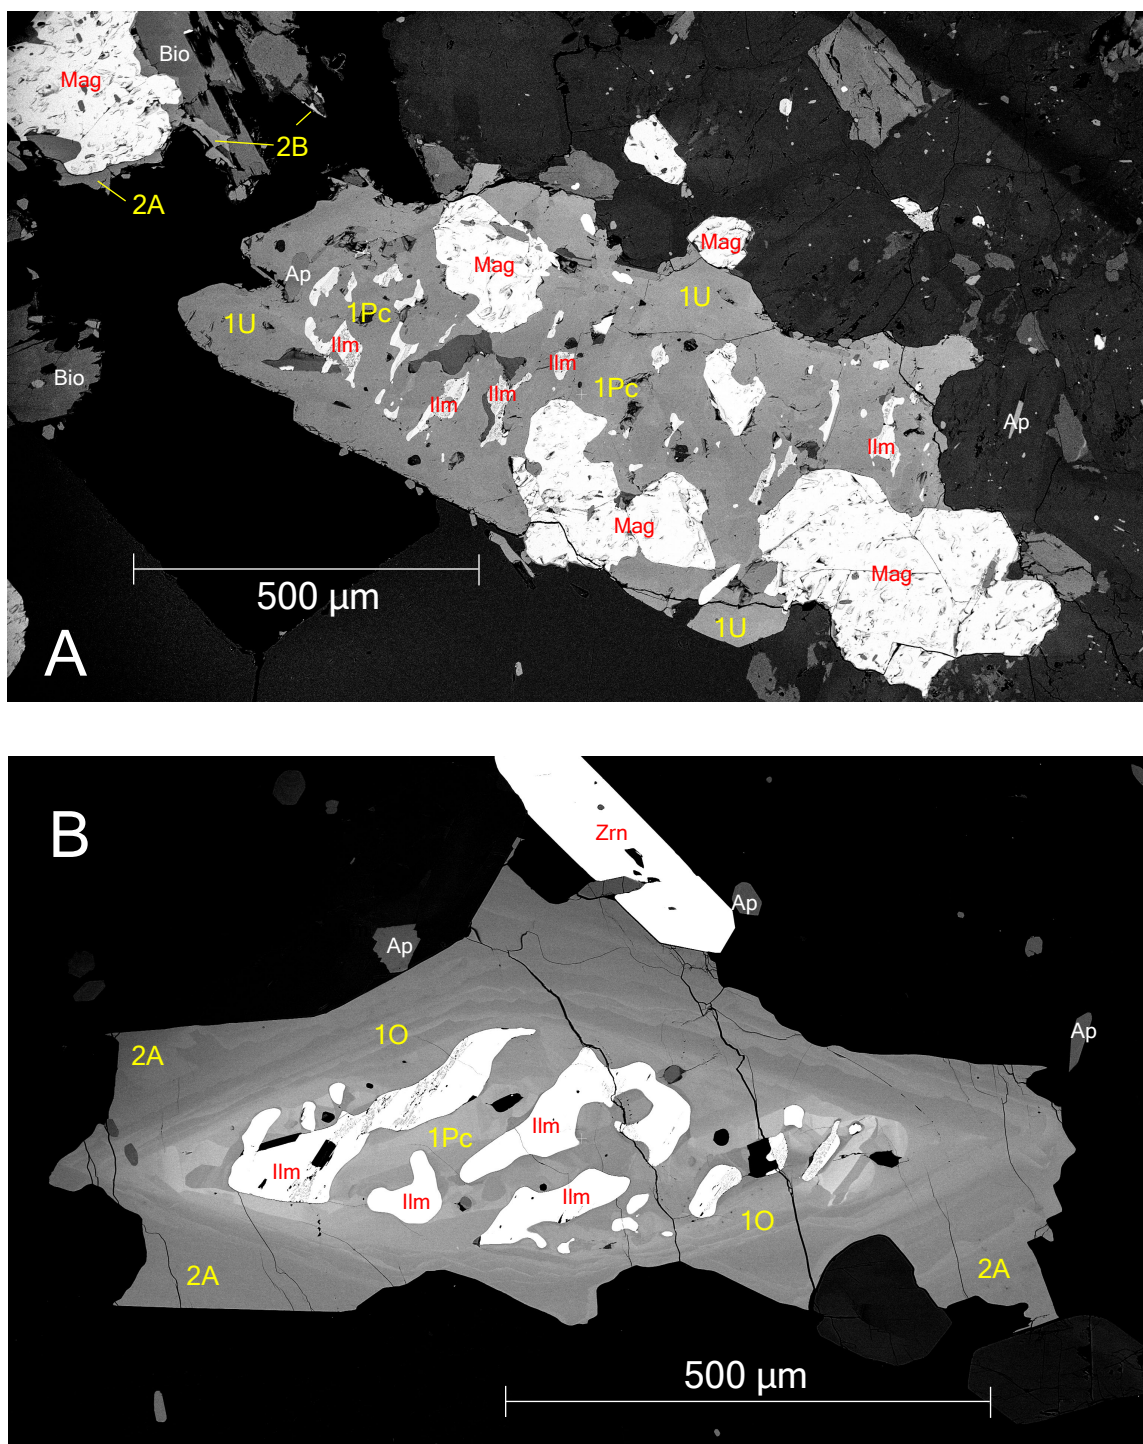 Bio
Mag
2B
2A
Mag
Mag
Ap
1U
1Pc
1U
Ilm
Ilm
Bio
1Pc
Ilm
Ilm
Ap
Ilm
Mag
Mag
500 µm
1U
A
B
Zrn
Ap
Ap
Ap
1O
2A
1Pc
Ilm
Ilm
Ilm
Ilm
1O
2A
2A
500 µm